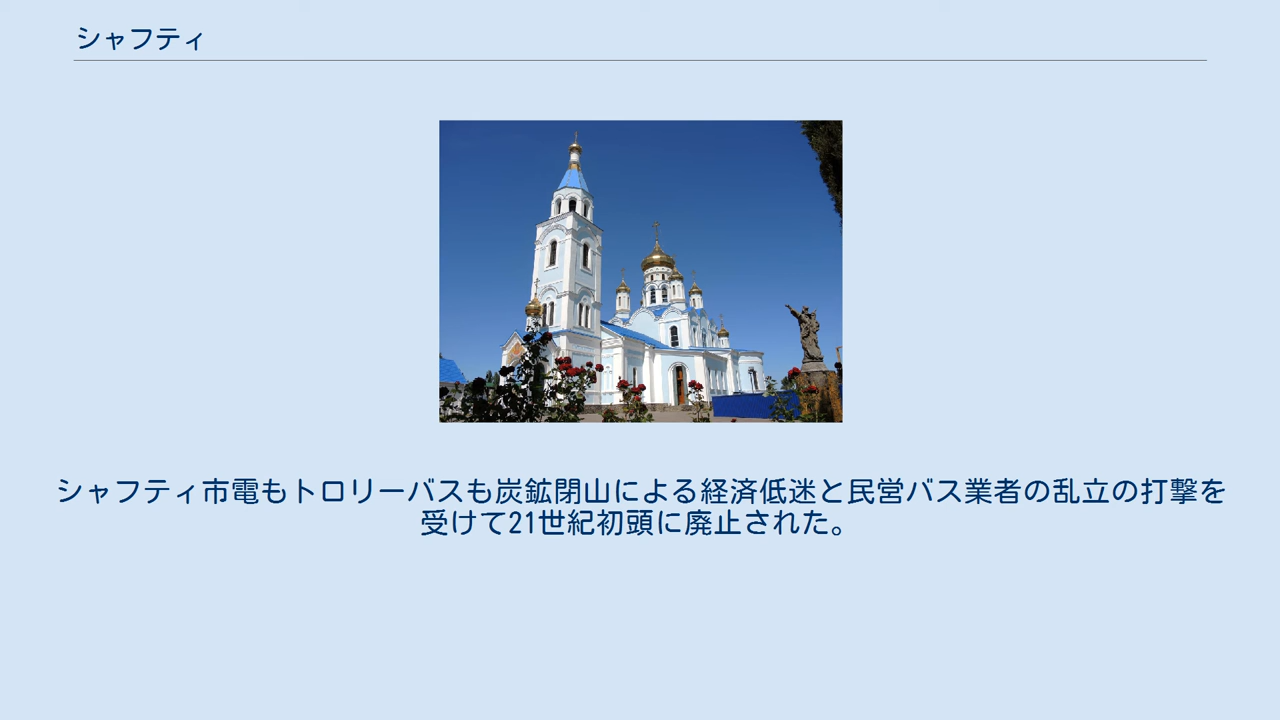 シャフティ
シャフティ市電もトロリーバスも炭鉱閉山による経済低迷と民営バス業者の乱立の打撃を
受けて21世紀初頭に廃止された。